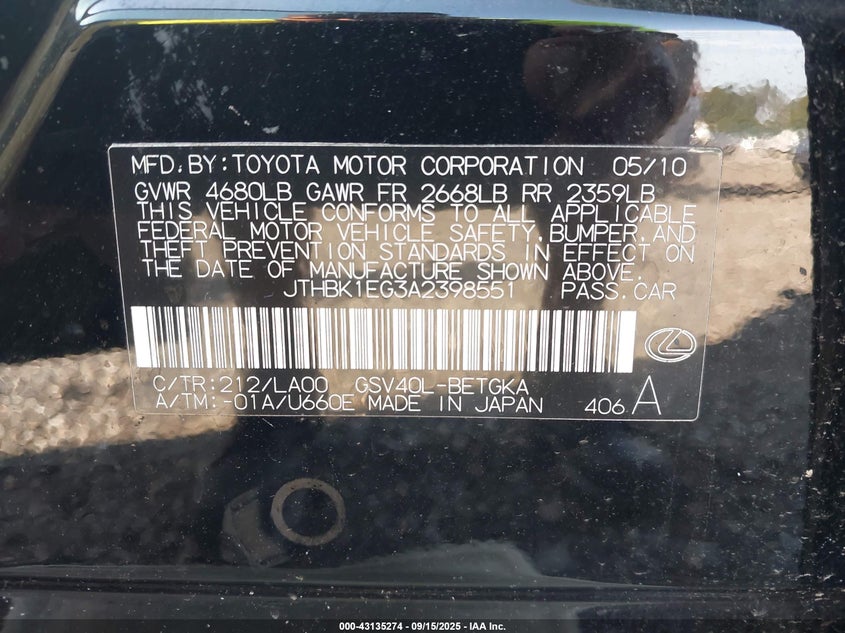 MFD.BY:TOYOTA MOTOR CORPORATION 05/10
GVWR 4680LB GAWR FR 2668LB RR 2359LB
THIS VEHICLE CONFORMS TO ALL APPLICABLE
FEDERAL MOTOR VEHICLE SAFETY,BUMPER,AND
THEFT PREVENTION STANDARDS IN EFFECT ON
THE DATE OF MANUFACTURE SHOWN ABOVE.
JTHBK1EG3A2398551 PASS.CAR
C/TR:212/LA00 GSV40L-BETGKA
A/TM:-01A/U660E MADE IN JAPAN 406 A
000-43135274 - 09/15/2025 - IAA Inc.